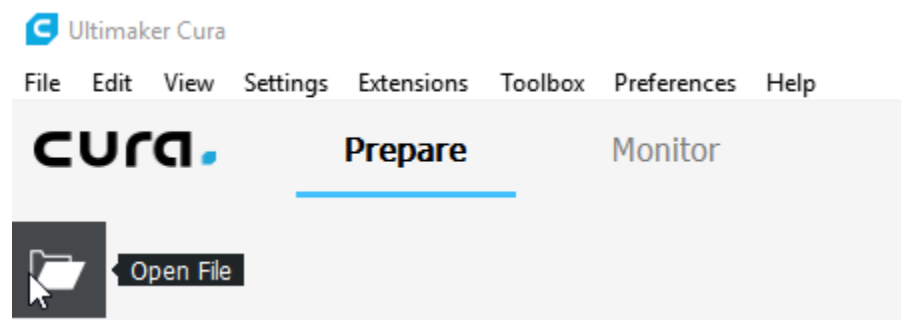 Ultimaker Cura
File Edit View Settings Extensions Toolbox Preferences Help
cura. Prepare Monitor
Open File